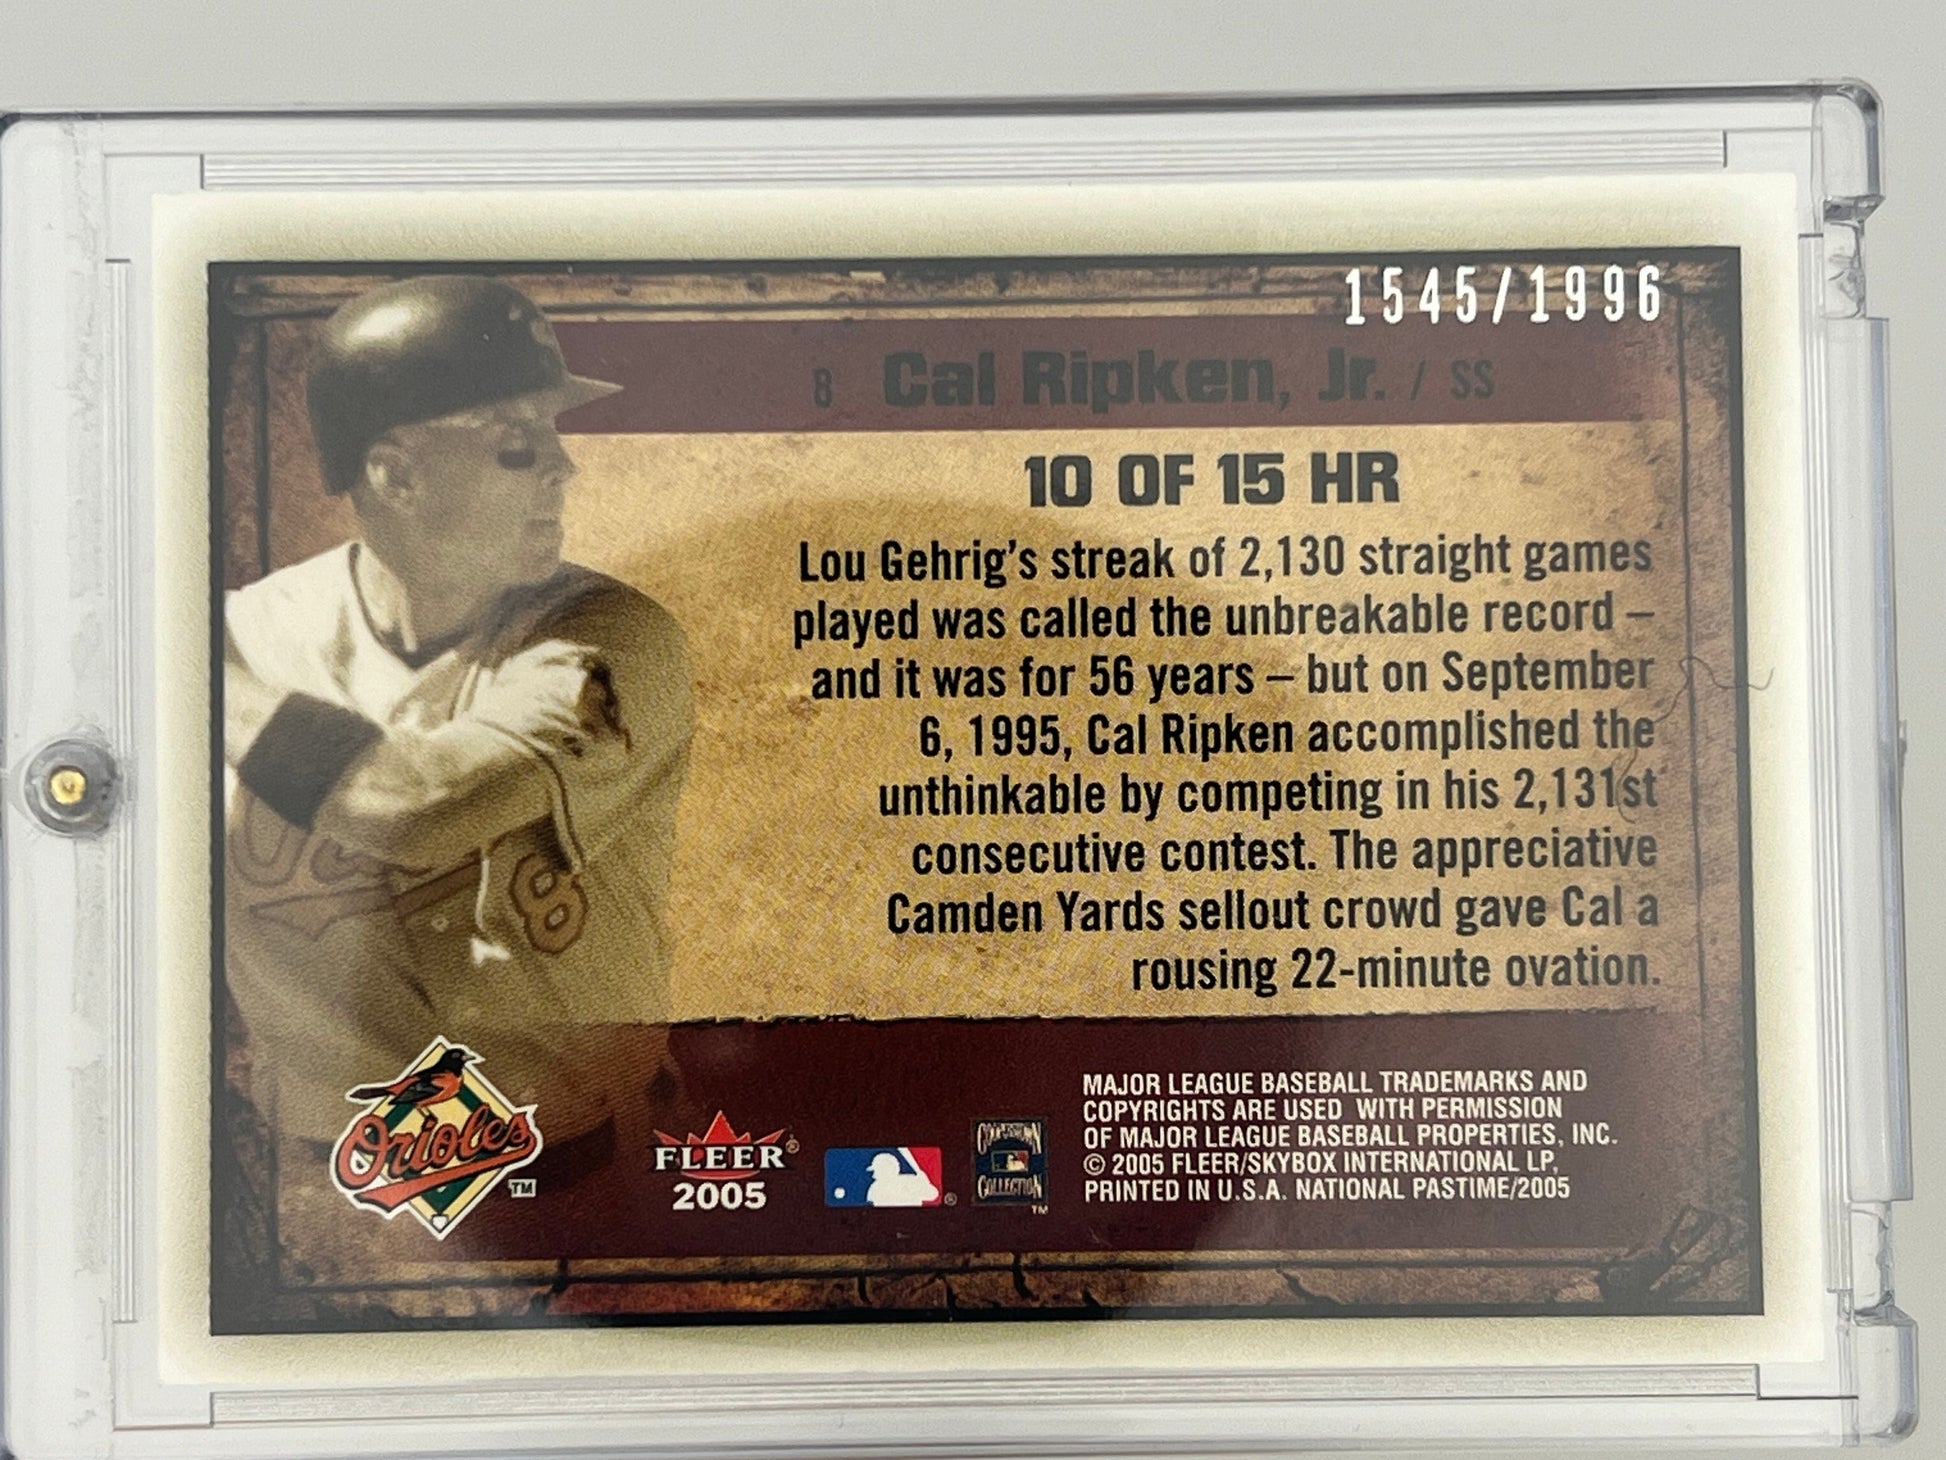 1545/1996
8 Cal Ripken, Jr. / SS
10 OF 15 HR
Lou Gehrig's streak of 2,130 straight games
played was called the unbreakable record –
and it was for 56 years – but on September
6, 1995, Cal Ripken accomplished the
unthinkable by competing in his 2,131st
consecutive contest. The appreciative
Camden Yards sellout crowd gave Cal a
rousing 22-minute ovation.
8
Orioles
TM
FLEER®
2005
®
COOPERSTOWN
COLLECTION
TM
MAJOR LEAGUE BASEBALL TRADEMARKS AND
COPYRIGHTS ARE USED WITH PERMISSION
OF MAJOR LEAGUE BASEBALL PROPERTIES, INC.
© 2005 FLEER/SKYBOX INTERNATIONAL LP,
PRINTED IN U.S.A. NATIONAL PASTIME/2005